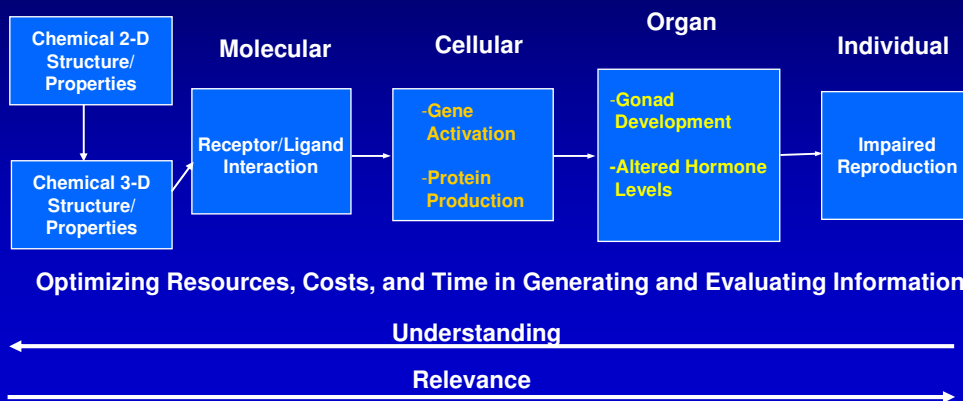 Chemical 2-D
Structure/
Properties
Chemical 3-D
Structure/
Properties
Molecular
Receptor/Ligand
Interaction
Cellular
-Gene
Activation
-Protein
Production
Organ
-Gonad
Development
-Altered Hormone
Levels
Individual
Impaired
Reproduction
Optimizing Resources, Costs, and Time in Generating and Evaluating Information
Understanding
Relevance